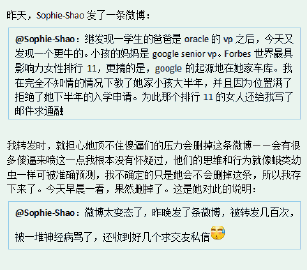 昨天，Sophie-Shao 发了一条微博：
@Sophie-Shao：继发现一学生的爸爸是 oracle 的 vp 之后，今天又
发现一个更牛的。小孩的妈妈是 google senior vp。Forbes 世界最具
影响力女性排行 11，更搞的是，google 的起源地在她家车库。我
在完全不知情的情况下教了她家小孩大半年，并且因为位置满了
拒绝了她下半年的入学申请。为此那个排行 11 的女人还给我写了
邮件求通融
我转发时，就担心她顶不住傻逼们的压力会删掉这条微博——会有很
多傻逼来喷这一点我根本没有怀疑过，他们的思维和行为就像蛾类幼
虫一样可被准确预测，我不确定的只是她会不会删掉这条，所以我存
下来了。今天早晨一看，果然删掉了。这是她对此的说明：
@Sophie-Shao：微博太变态了，昨晚发了条微博，被转发几百次，
被一堆神经病骂了，还收到好几个求交友私信